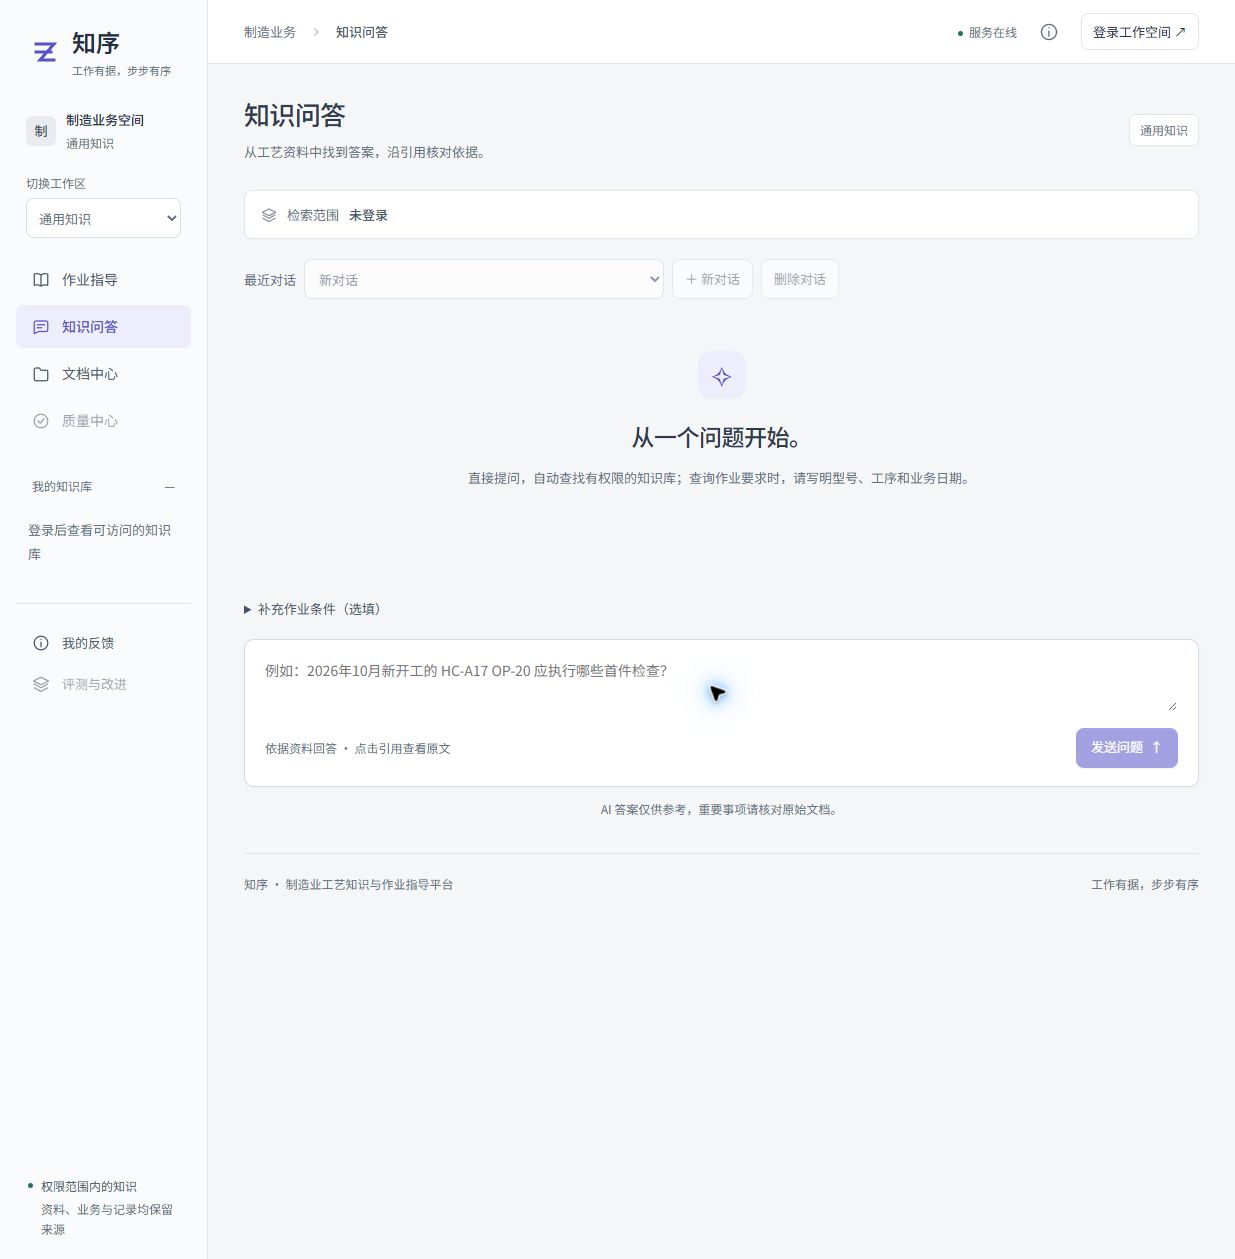 知序
工作有据，步步有序
制
制造业务空间
通用知识
切换工作区
通用知识
作业指导
知识问答
文档中心
质量中心
我的知识库
登录后查看可访问的知识
库
我的反馈
评测与改进
权限范围内的知识
资料、业务与记录均保留
来源
制造业务 > 知识问答
服务在线
登录工作空间 ↗
知识问答
从工艺资料中找到答案，沿引用核对依据。
通用知识
检索范围 未登录
最近对话 新对话 + 新对话 删除对话
从一个问题开始。
直接提问，自动查找有权限的知识库；查询作业要求时，请写明型号、工序和业务日期。
▶ 补充作业条件（选填）
例如：2026年10月新开工的 HC-A17 OP-20 应执行哪些首件检查？
依据资料回答 · 点击引用查看原文
发送问题 ↑
AI 答案仅供参考，重要事项请核对原始文档。
知序 · 制造业工艺知识与作业指导平台
工作有据，步步有序